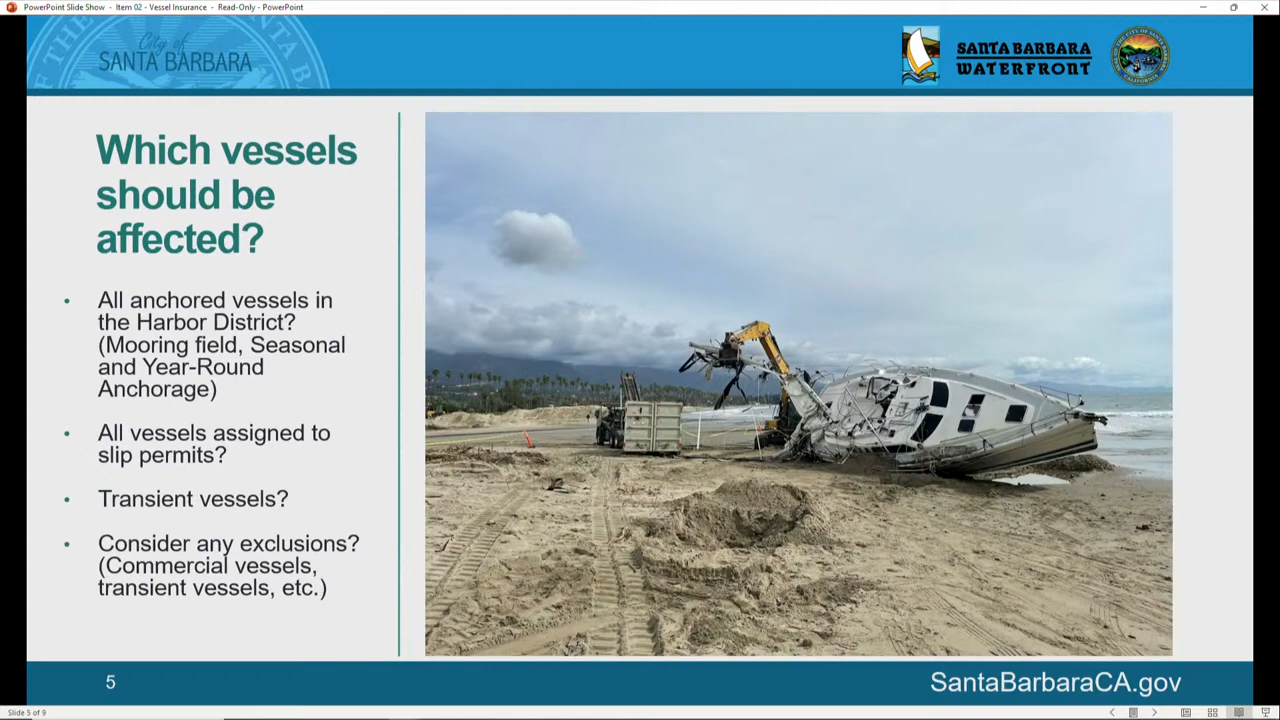 PowerPoint Slide Show - Item 02 - Vessel Insurance - Read-Only - PowerPoint
City of
SANTA BARBARA
SANTA BARBARA
WATERFRONT
Which vessels
should be
affected?
• All anchored vessels in
the Harbor District?
(Mooring field, Seasonal
and Year-Round
Anchorage)
• All vessels assigned to
slip permits?
• Transient vessels?
• Consider any exclusions?
(Commercial vessels,
transient vessels, etc.)
5
SantaBarbaraCA.gov
Slide 5 of 9